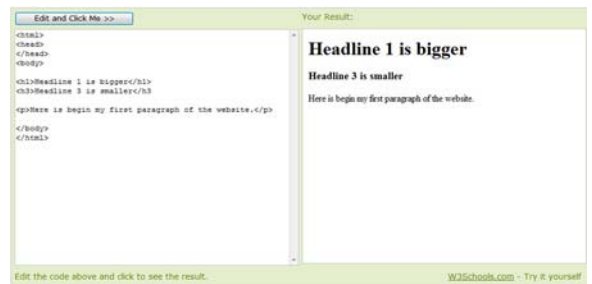 Edit and Click Me >>
Your Result:
<html>
<head>
</head>
<body>
<h1>Headline 1 is bigger</h1>
<h3>Headline 3 is smaller</h3
<p>Here is begin my first paragraph of the website.</p>
</body>
</html>
Headline 1 is bigger
Headline 3 is smaller
Here is begin my first paragraph of the website.
Edit the code above and click to see the result.
W3Schools.com - Try it yourself